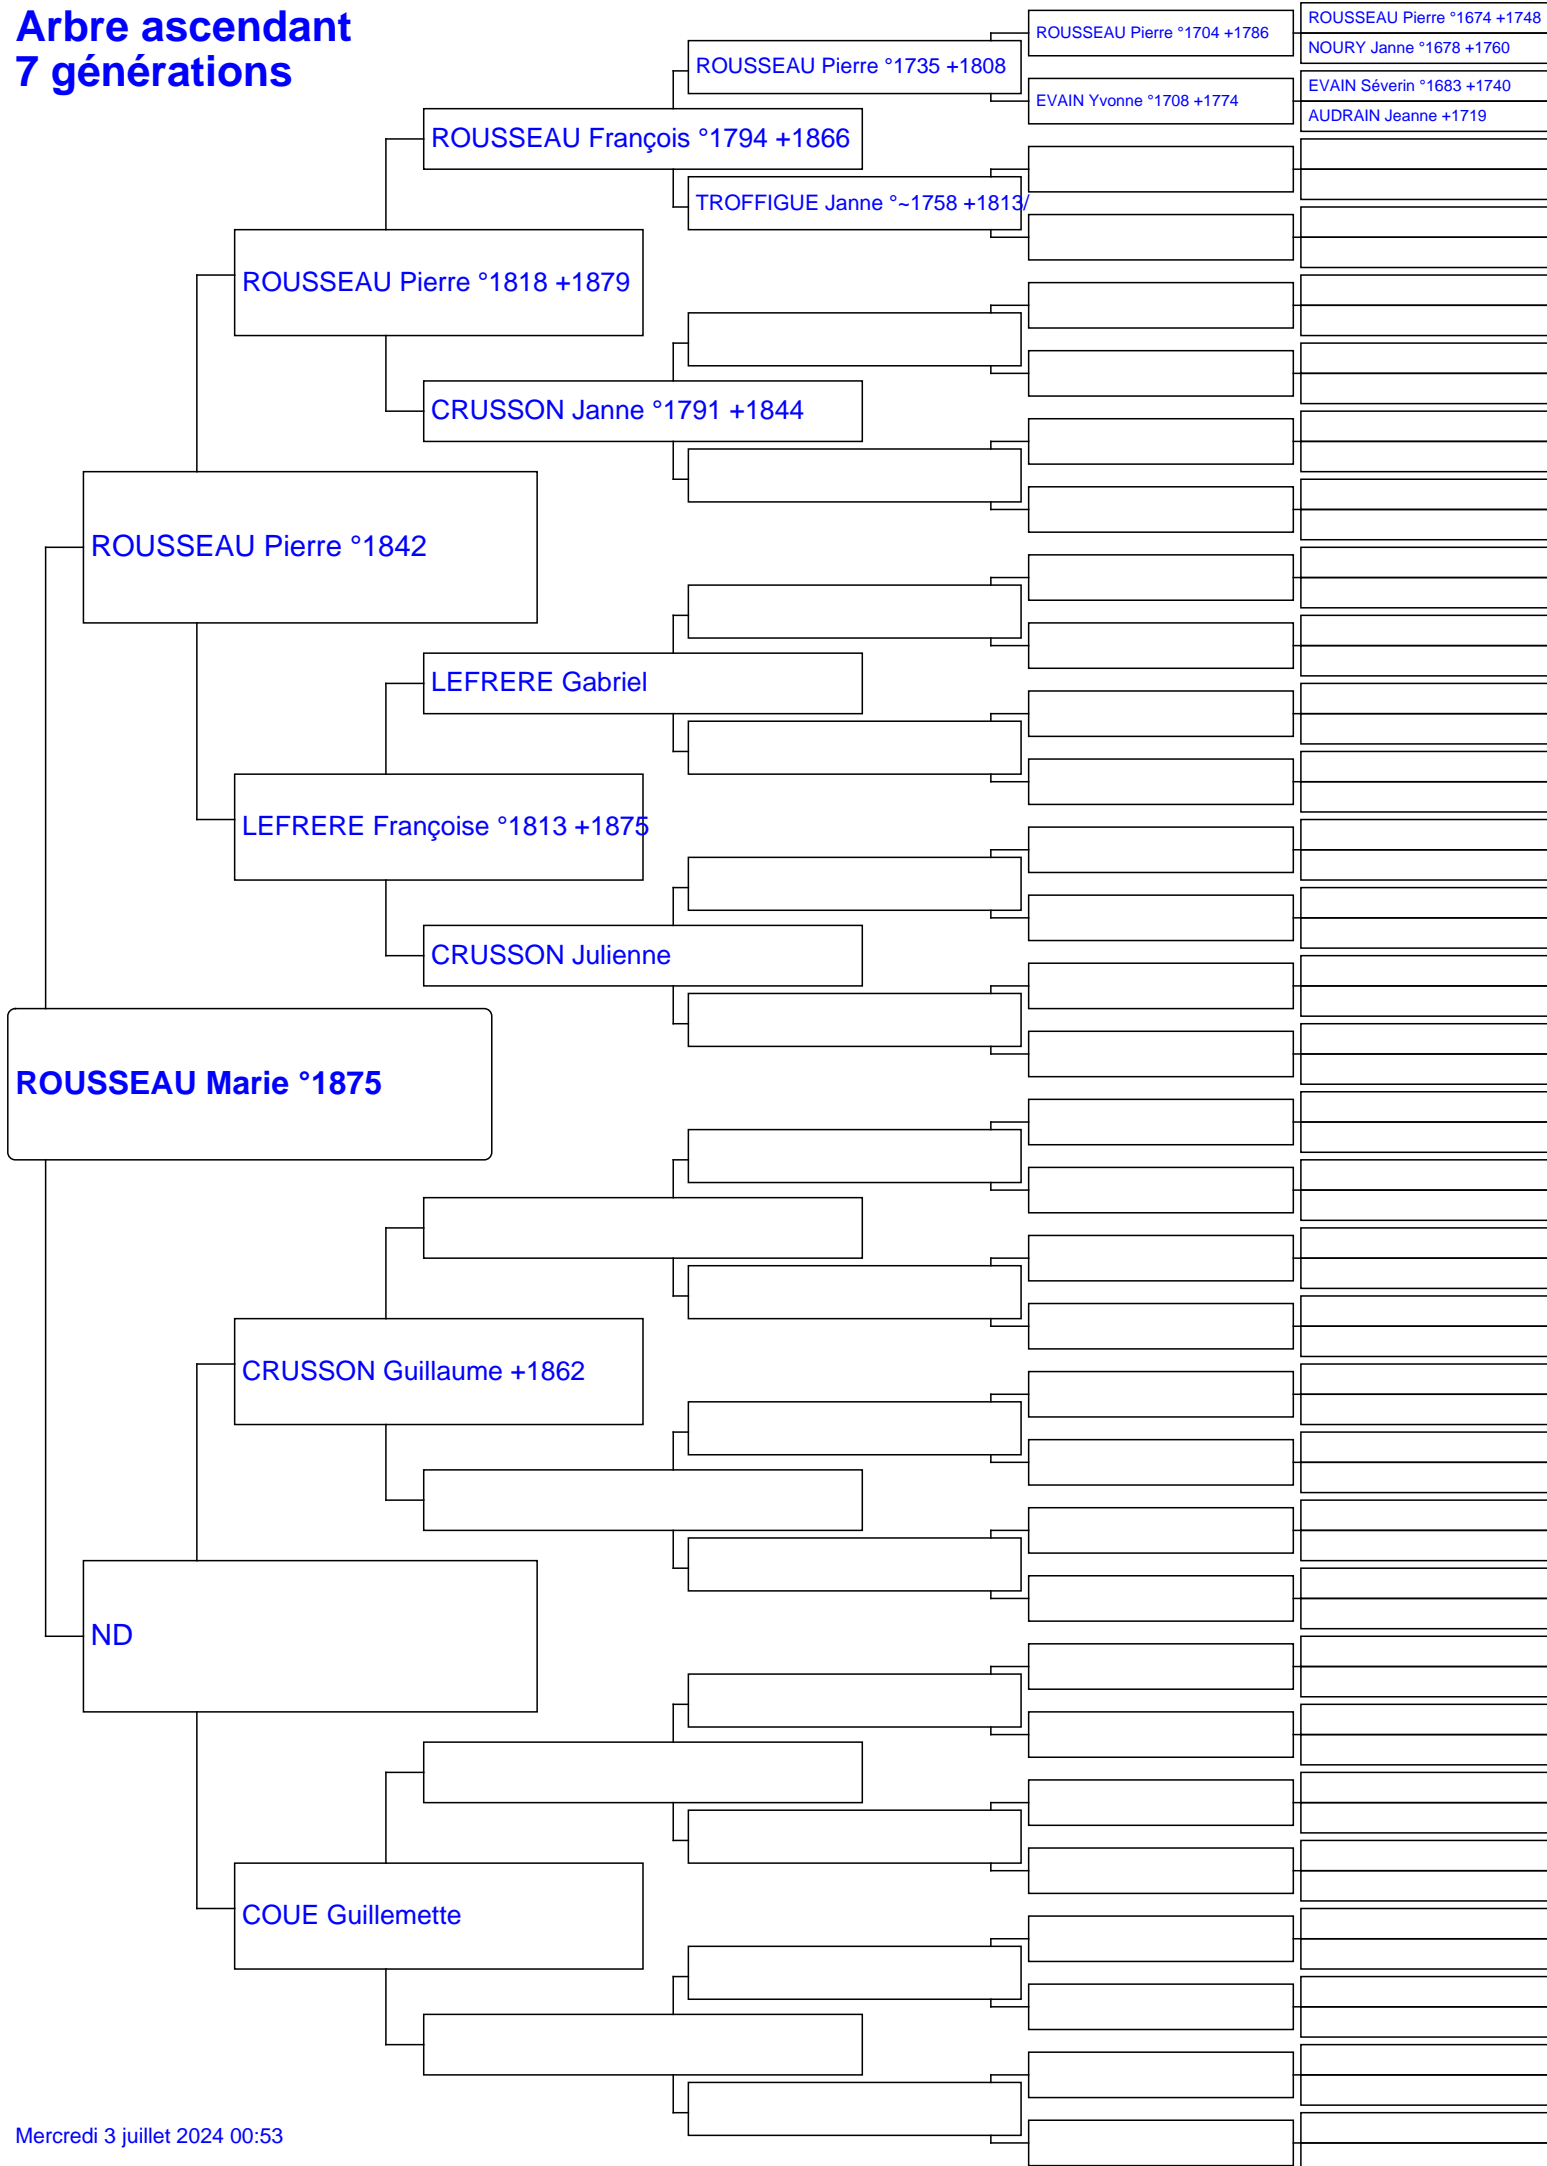 Arbre ascendant
7 générations
ROUSSEAU Pierre °1674 +1748
ROUSSEAU Pierre °1704 +1786
NOURY Janne °1678 +1760
ROUSSEAU Pierre °1735 +1808
EVAIN Séverin °1683 +1740
EVAIN Yvonne °1708 +1774
AUDRAIN Jeanne +1719
ROUSSEAU François °1794 +1866
TROFFIGUE Janne °~1758 +1813/
ROUSSEAU Pierre °1818 +1879
CRUSSON Janne °1791 +1844
ROUSSEAU Pierre °1842
LEFRERE Gabriel
LEFRERE Françoise °1813 +1875
CRUSSON Julienne
ROUSSEAU Marie °1875
CRUSSON Guillaume +1862
ND
COUE Guillemette
Mercredi 3 juillet 2024 00:53